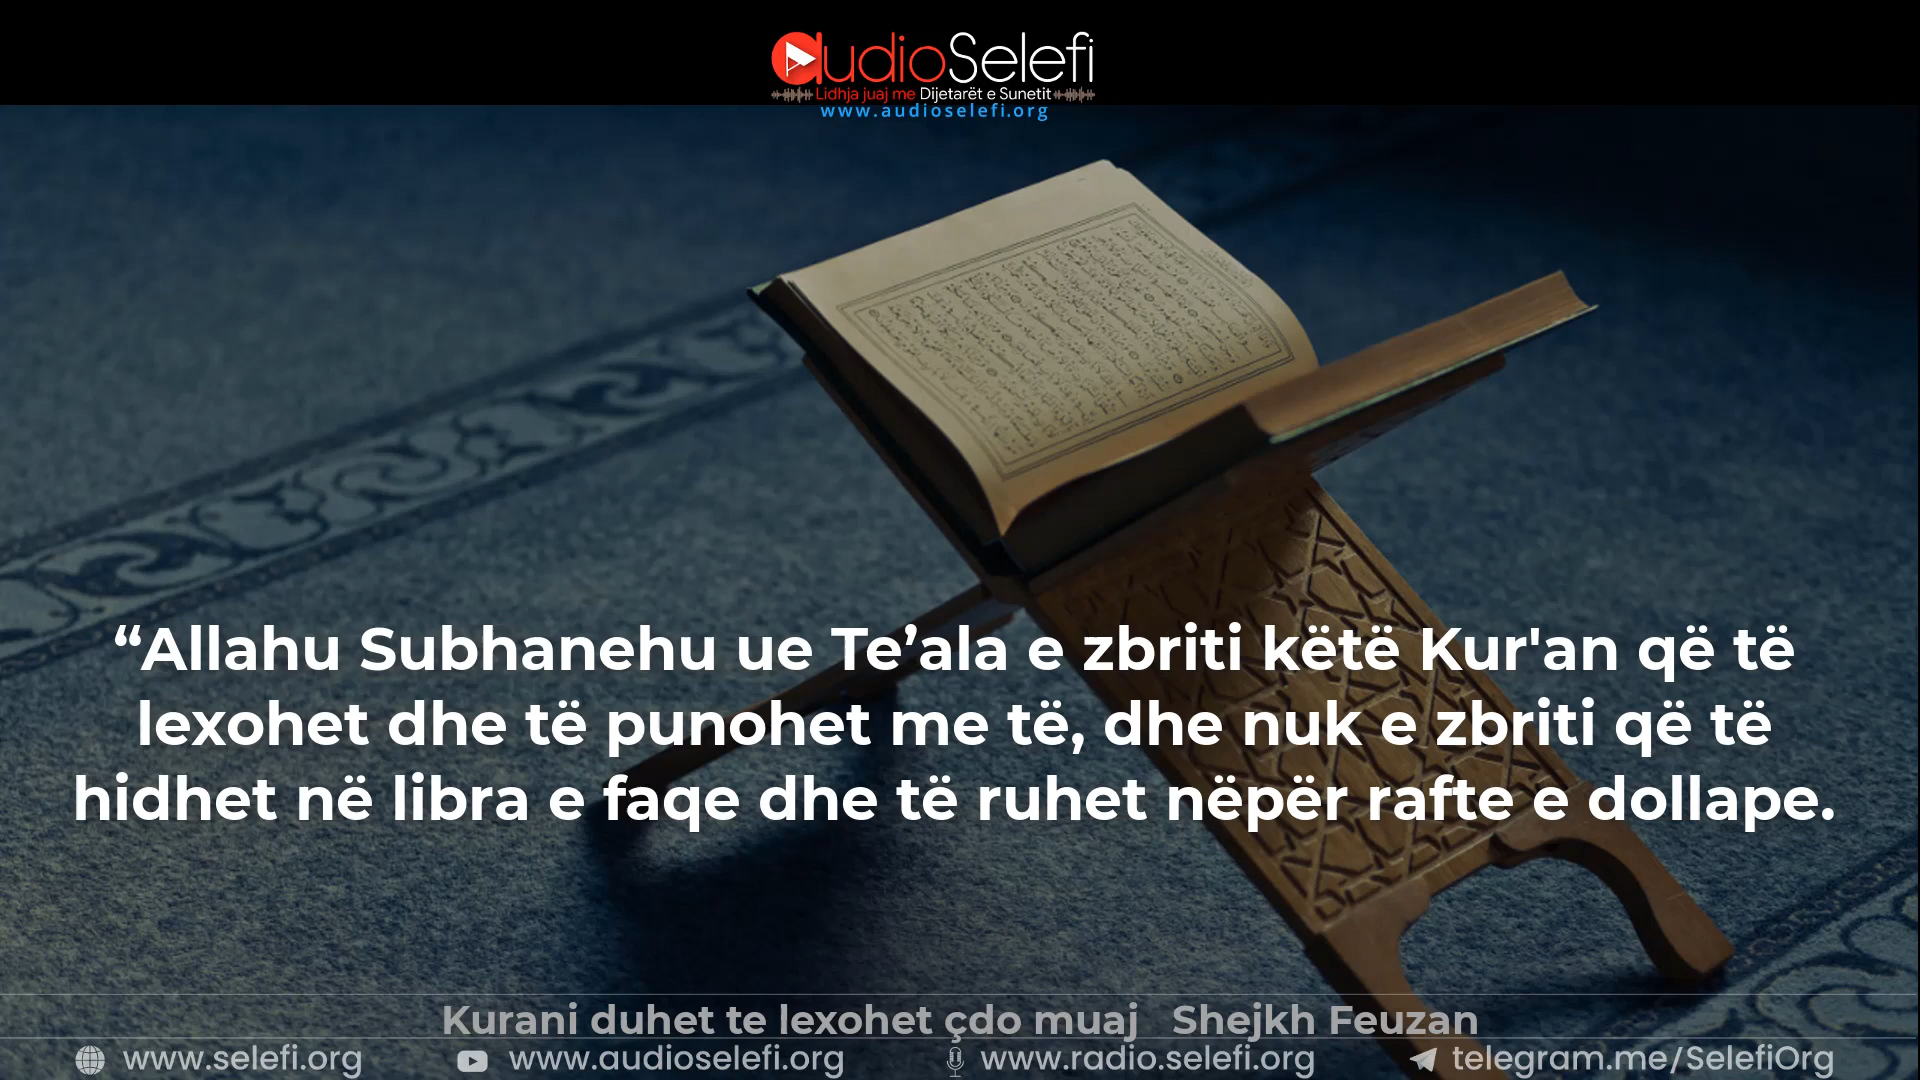 audioSelefi
Lidhja juaj me Dijetarët e Sunetit
www.audioselefi.org
“Allahu Subhanehu ue Te’ala e zbriti këtë Kur'an që të
lexohet dhe të punohet me të, dhe nuk e zbriti që të
hidhet në libra e faqe dhe të ruhet nëpër rafte e dollape.
Kurani duhet te lexohet çdo muaj Shejkh Feuzan
www.selefi.org www.audioselefi.org www.radio.selefi.org telegram.me/SelefiOrg